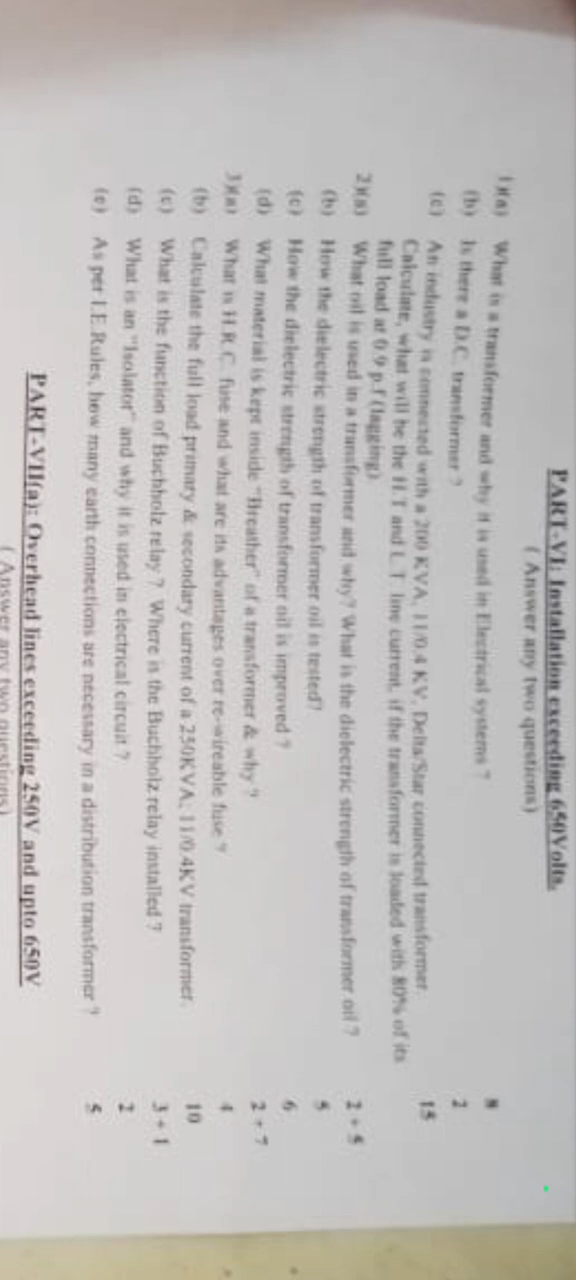 PART-VI: Installation exceeding 650Volts.
( Answer any two questions)
1)(a) What is a transformer and why it is used in Electrical systems ? 8
(b) Is there a D.C. transformer ? 2
(c) An industry is connected with a 200 KVA, 11/0.4 KV, Delta/Star connected transformer.
Calculate, what will be the H.T and L.T line current, if the transformer is loaded with 80% of its
full load at 0.9 p.f (lagging) 15
2)(a) What oil is used in a transformer and why? What is the dielectric strength of transformer oil ? 2+5
(b) How the dielectric strength of transformer oil is tested? 5
(c) How the dielectric strength of transformer oil is improved ? 6
(d) What material is kept inside "Breather" of a transformer & why ? 2+7
3)(a) What is H.R.C. fuse and what are its advantages over re-wireable fuse ? 4
(b) Calculate the full load primary & secondary current of a 250KVA, 11/0.4KV transformer. 10
(c) What is the function of Buchholz relay ? Where is the Buchholz relay installed ? 3+1
(d) What is an "Isolator" and why it is used in electrical circuit ? 2
(e) As per I.E.Rules, how many earth connections are necessary in a distribution transformer ? 5
PART-VII(a): Overhead lines exceeding 250V and upto 650V
( Answer any two questions)